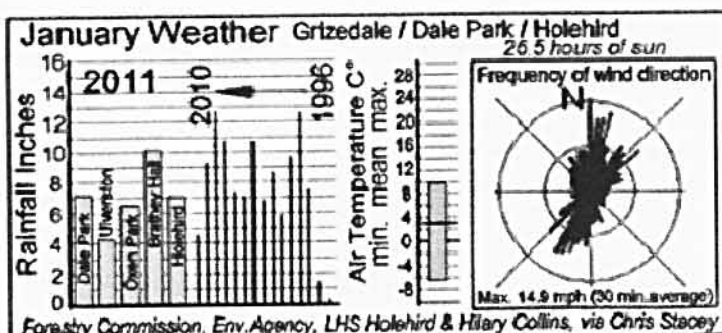 January Weather Grizedale / Dale Park / Holehird
26.5 hours of sun
Rainfall Inches
16
14
12
10
8
6
4
2
0
2011
2010
1996
Dale Park
Ulverston
Oxen Park
Brathay Hall
Holehird
Air Temperature C°
min. mean max.
28
24
20
16
12
8
4
0
-4
-8
Frequency of wind direction
N
Max. 14.9 mph (30 min. average)
Forestry Commission, Env. Agency, LHS Holehird & Hilary Collins, via Chris Stacey